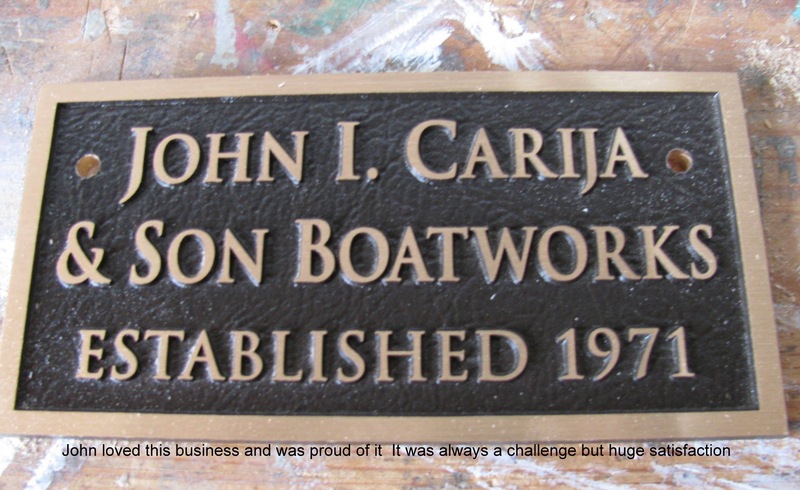 JOHN I. CARIJA
& SON BOATWORKS
ESTABLISHED 1971
John loved this business and was proud of it  It was always a challenge but huge satisfaction